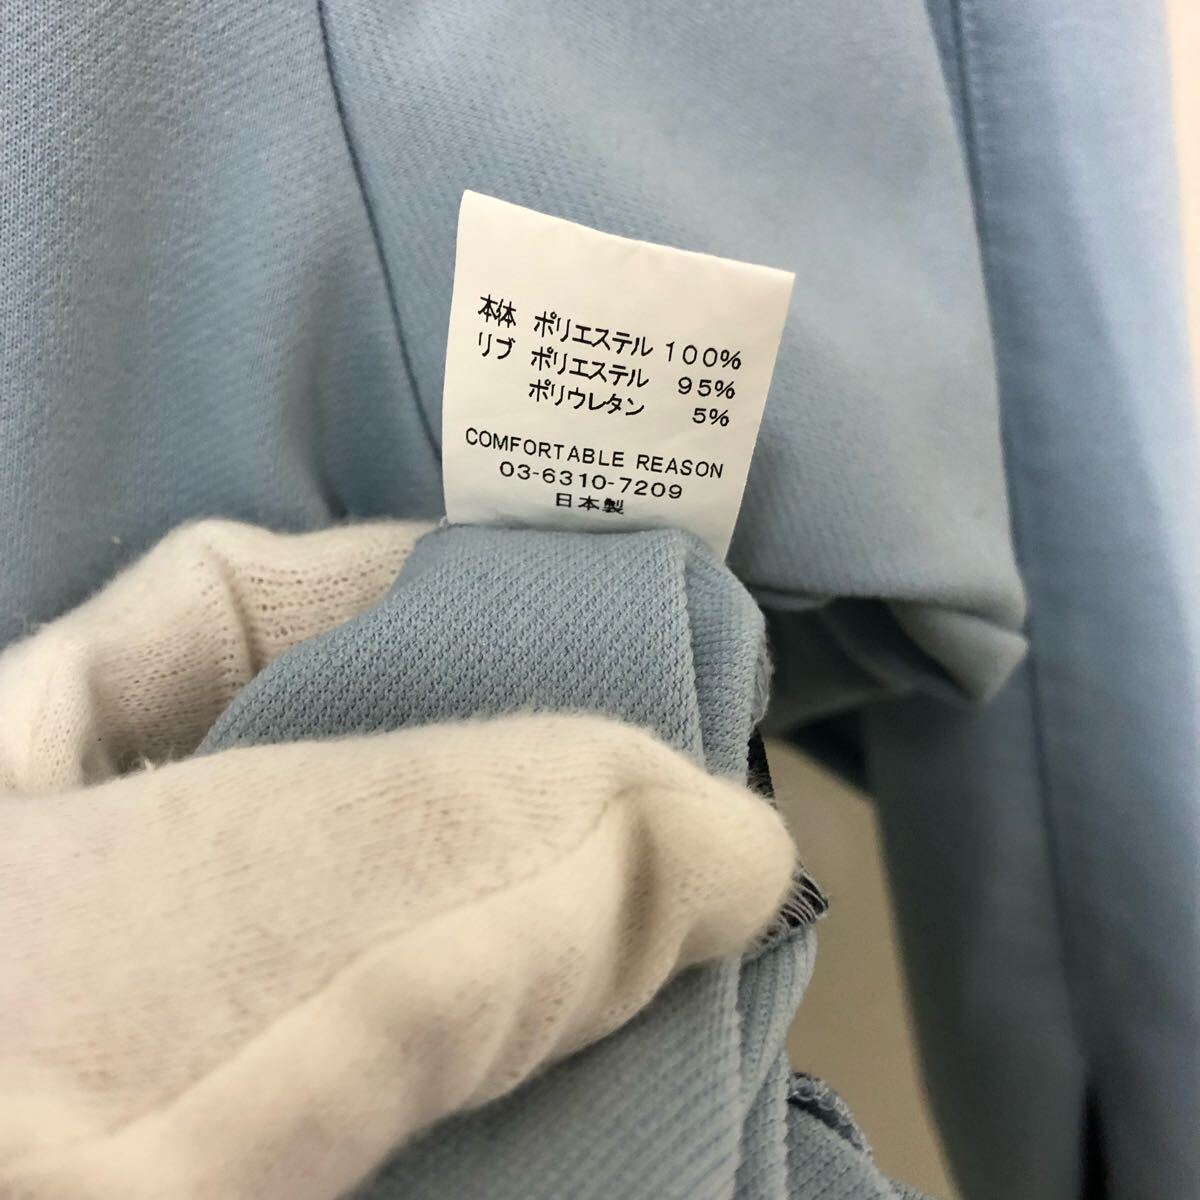 本体 ポリエステル 100%
リブ ポリエステル 95%
ポリウレタン 5%
COMFORTABLE REASON
03-6310-7209
日本製